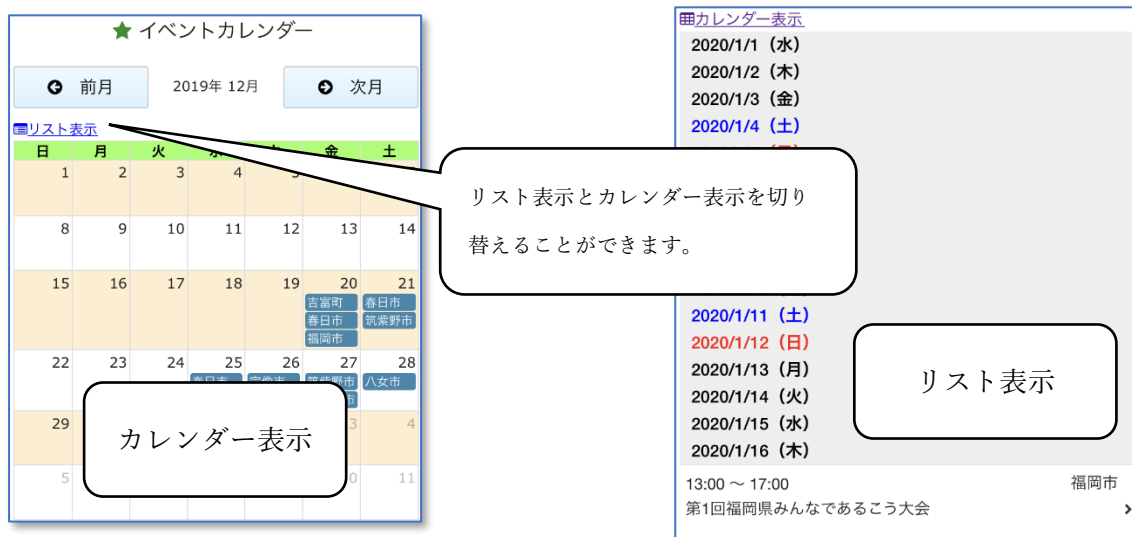 ★ イベントカレンダー
前月 2019年 12月 次月
リスト表示
日 月 火 金 土
1 2 3 4
8 9 10 11 12 13 14
15 16 17 18 19 20 21
吉富町 春日市
春日市 筑紫野市
福岡市
22 23 24 25 26 27 28
八女市
29 3 4
5 11
カレンダー表示
リスト表示とカレンダー表示を切り
替えることができます。
カレンダー表示
2020/1/1（水）
2020/1/2（木）
2020/1/3（金）
2020/1/4（土）
2020/1/11（土）
2020/1/12（日）
2020/1/13（月）
2020/1/14（火）
2020/1/15（水）
2020/1/16（木）
リスト表示
13:00 ～ 17:00 福岡市
第1回福岡県みんなであるこう大会